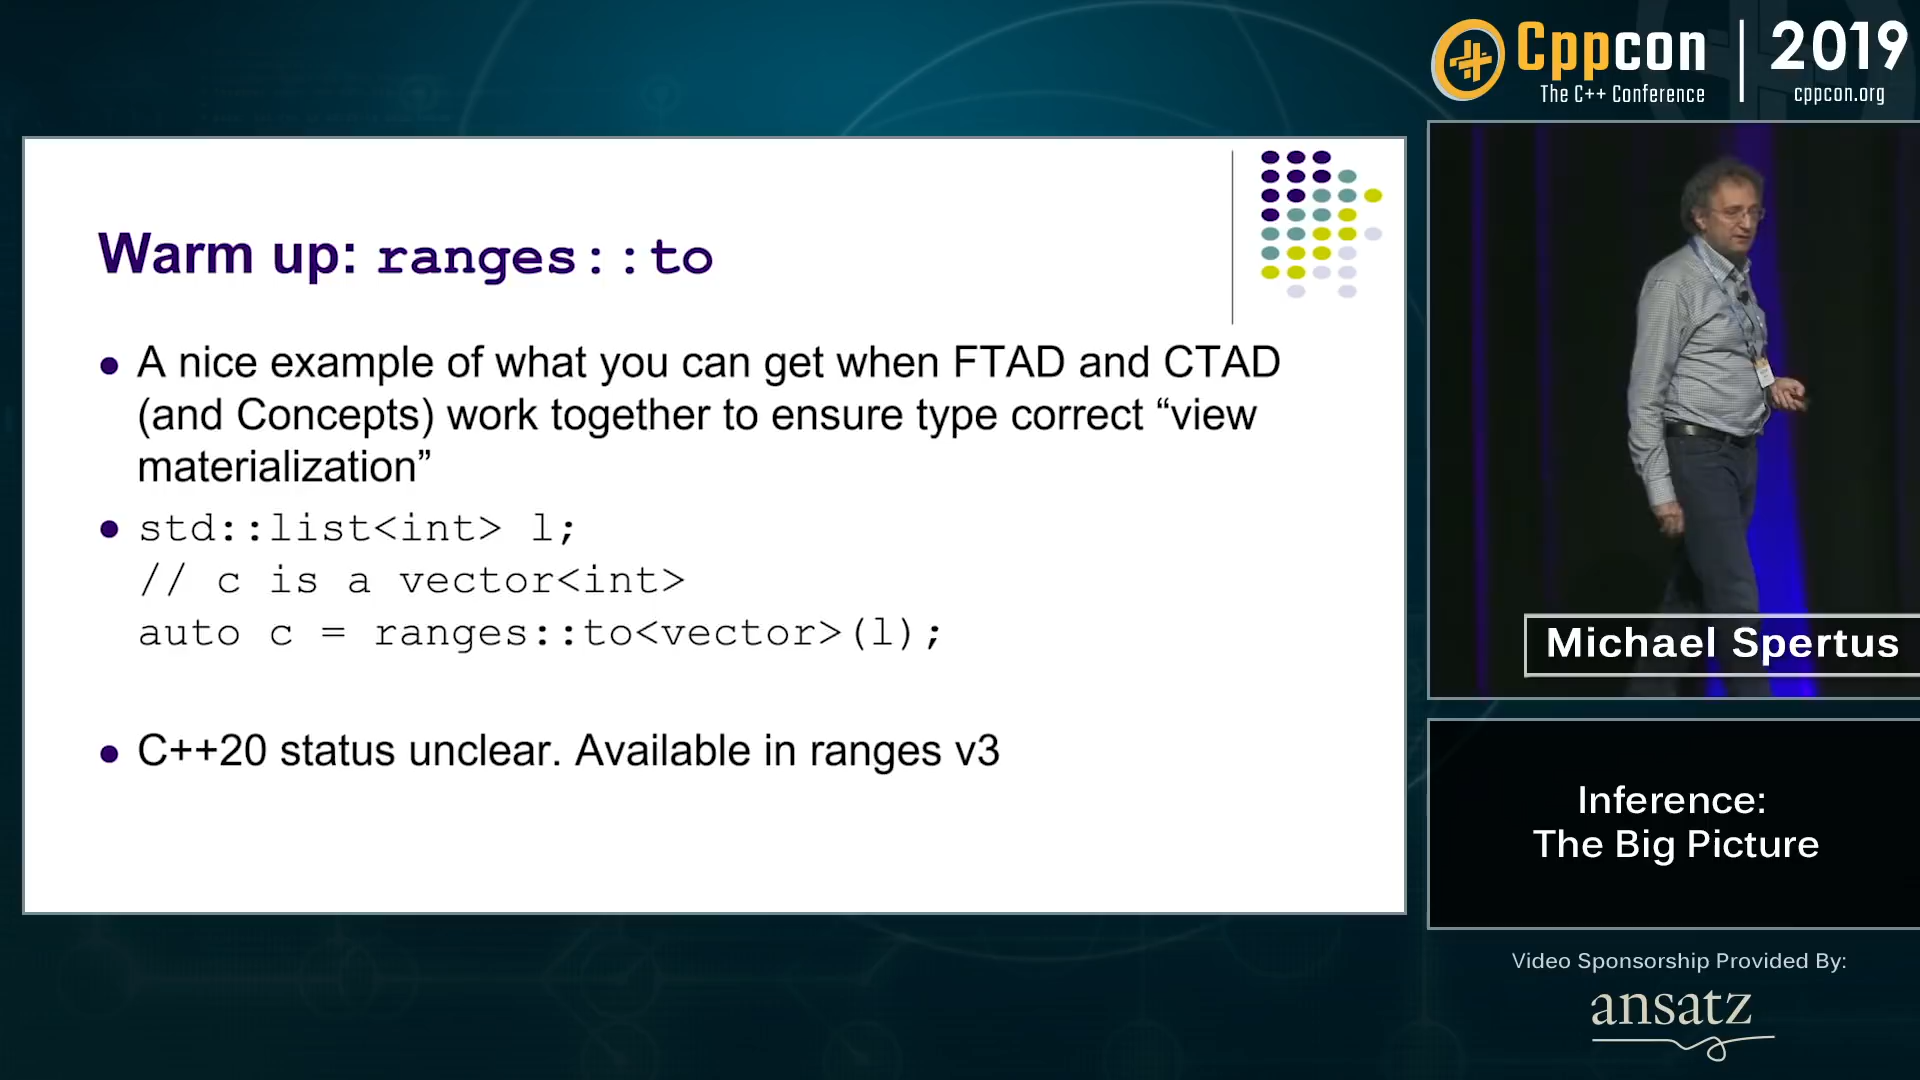 Cppcon
The C++ Conference
2019
cppcon.org
Warm up: ranges::to
A nice example of what you can get when FTAD and CTAD
(and Concepts) work together to ensure type correct “view
materialization”
std::list<int> l;
// c is a vector<int>
auto c = ranges::to<vector>(l);
C++20 status unclear. Available in ranges v3
Michael Spertus
Inference:
The Big Picture
Video Sponsorship Provided By:
ansatz